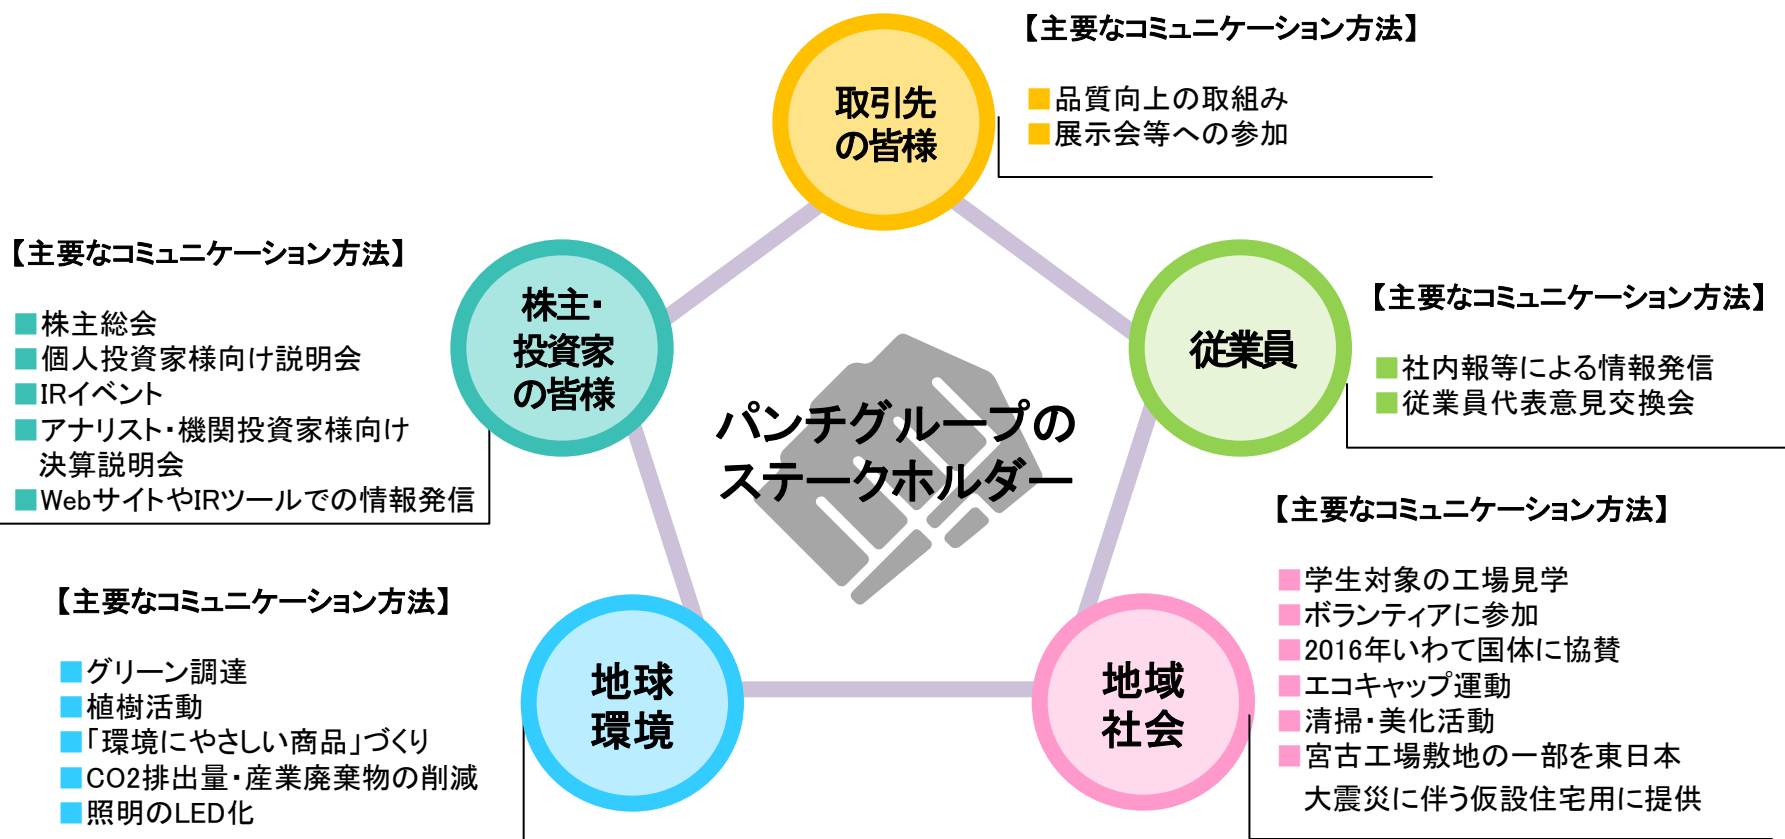 【主要なコミュニケーション方法】
■品質向上の取組み
■展示会等への参加
取引先
の皆様
【主要なコミュニケーション方法】
■株主総会
■個人投資家様向け説明会
■IRイベント
■アナリスト・機関投資家様向け
決算説明会
■WebサイトやIRツールでの情報発信
株主・
投資家
の皆様
従業員
【主要なコミュニケーション方法】
■社内報等による情報発信
■従業員代表意見交換会
パンチグループの
ステークホルダー
【主要なコミュニケーション方法】
■グリーン調達
■植樹活動
■「環境にやさしい商品」づくり
■CO2排出量・産業廃棄物の削減
■照明のLED化
地球
環境
地域
社会
【主要なコミュニケーション方法】
■学生対象の工場見学
■ボランティアに参加
■2016年いわて国体に協賛
■エコキャップ運動
■清掃・美化活動
■宮古工場敷地の一部を東日本
大震災に伴う仮設住宅用に提供